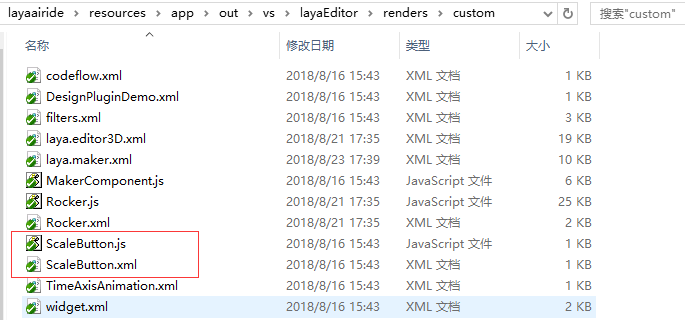 layaairide > resources > app > out > vs > layaEditor > renders > custom 搜索"custom"
名称 修改日期 类型 大小
codeflow.xml 2018/8/16 15:43 XML 文档 1 KB
DesignPluginDemo.xml 2018/8/16 15:43 XML 文档 1 KB
filters.xml 2018/8/16 15:43 XML 文档 3 KB
laya.editor3D.xml 2018/8/21 17:35 XML 文档 19 KB
laya.maker.xml 2018/8/23 17:39 XML 文档 10 KB
MakerComponent.js 2018/8/16 15:43 JavaScript 文件 6 KB
Rocker.js 2018/8/21 17:35 JavaScript 文件 25 KB
Rocker.xml 2018/8/21 17:35 XML 文档 2 KB
ScaleButton.js 2018/8/16 15:43 JavaScript 文件 1 KB
ScaleButton.xml 2018/8/16 15:43 XML 文档 1 KB
TimeAxisAnimation.xml 2018/8/16 15:43 XML 文档 1 KB
widget.xml 2018/8/16 15:43 XML 文档 2 KB